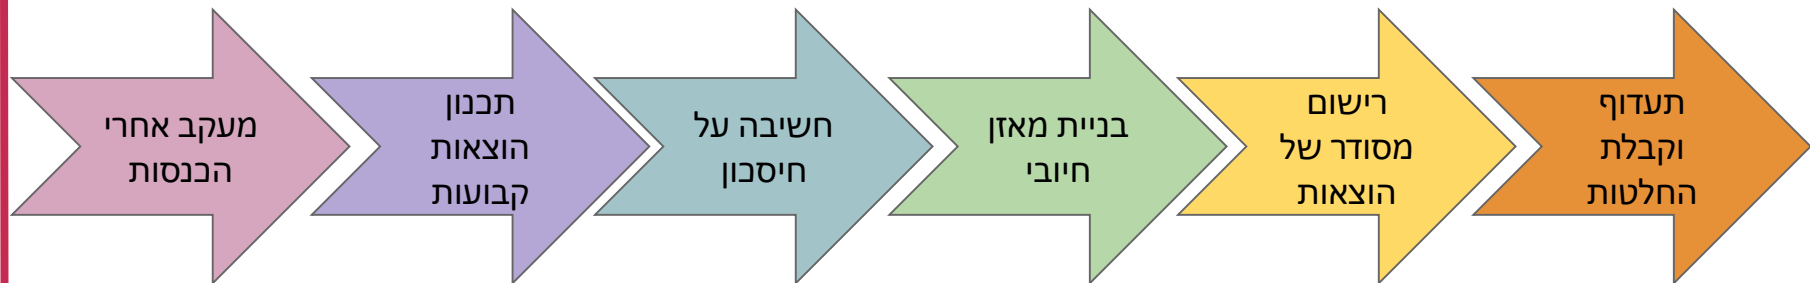 מעקב אחרי
הכנסות
תכנון
הוצאות
קבועות
חשיבה על
חיסכון
בניית מאזן
חיובי
רישום
מסודר של
הוצאות
תעדוף
וקבלת
החלטות